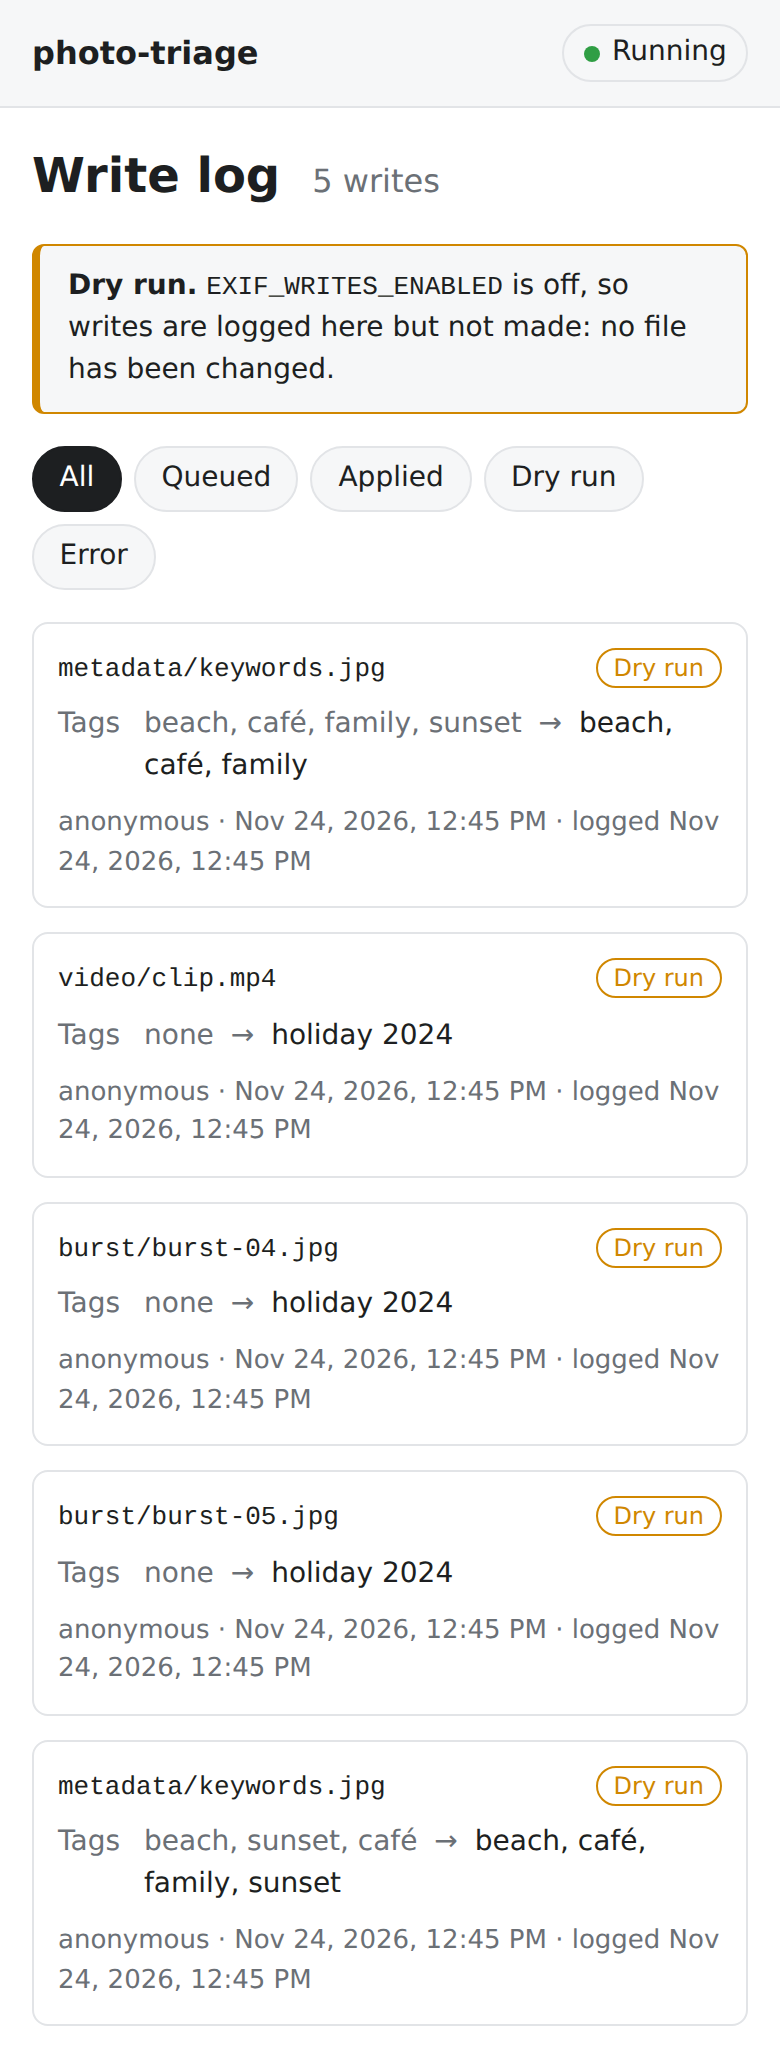 photo-triage
Running
Write log 5 writes
Dry run. EXIF_WRITES_ENABLED is off, so
writes are logged here but not made: no file
has been changed.
All Queued Applied Dry run
Error
metadata/keywords.jpg Dry run
Tags beach, café, family, sunset → beach,
café, family
anonymous · Nov 24, 2026, 12:45 PM · logged Nov
24, 2026, 12:45 PM
video/clip.mp4 Dry run
Tags none → holiday 2024
anonymous · Nov 24, 2026, 12:45 PM · logged Nov
24, 2026, 12:45 PM
burst/burst-04.jpg Dry run
Tags none → holiday 2024
anonymous · Nov 24, 2026, 12:45 PM · logged Nov
24, 2026, 12:45 PM
burst/burst-05.jpg Dry run
Tags none → holiday 2024
anonymous · Nov 24, 2026, 12:45 PM · logged Nov
24, 2026, 12:45 PM
metadata/keywords.jpg Dry run
Tags beach, sunset, café → beach, café,
family, sunset
anonymous · Nov 24, 2026, 12:45 PM · logged Nov
24, 2026, 12:45 PM